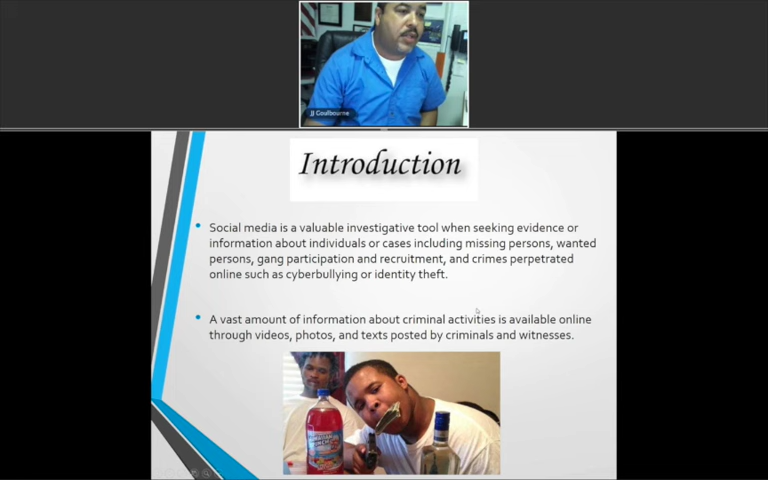 JJ Coulbourne
Introduction
• Social media is a valuable investigative tool when seeking evidence or
information about individuals or cases including missing persons, wanted
persons, gang participation and recruitment, and crimes perpetrated
online such as cyberbullying or identity theft.
• A vast amount of information about criminal activities is available online
through videos, photos, and texts posted by criminals and witnesses.